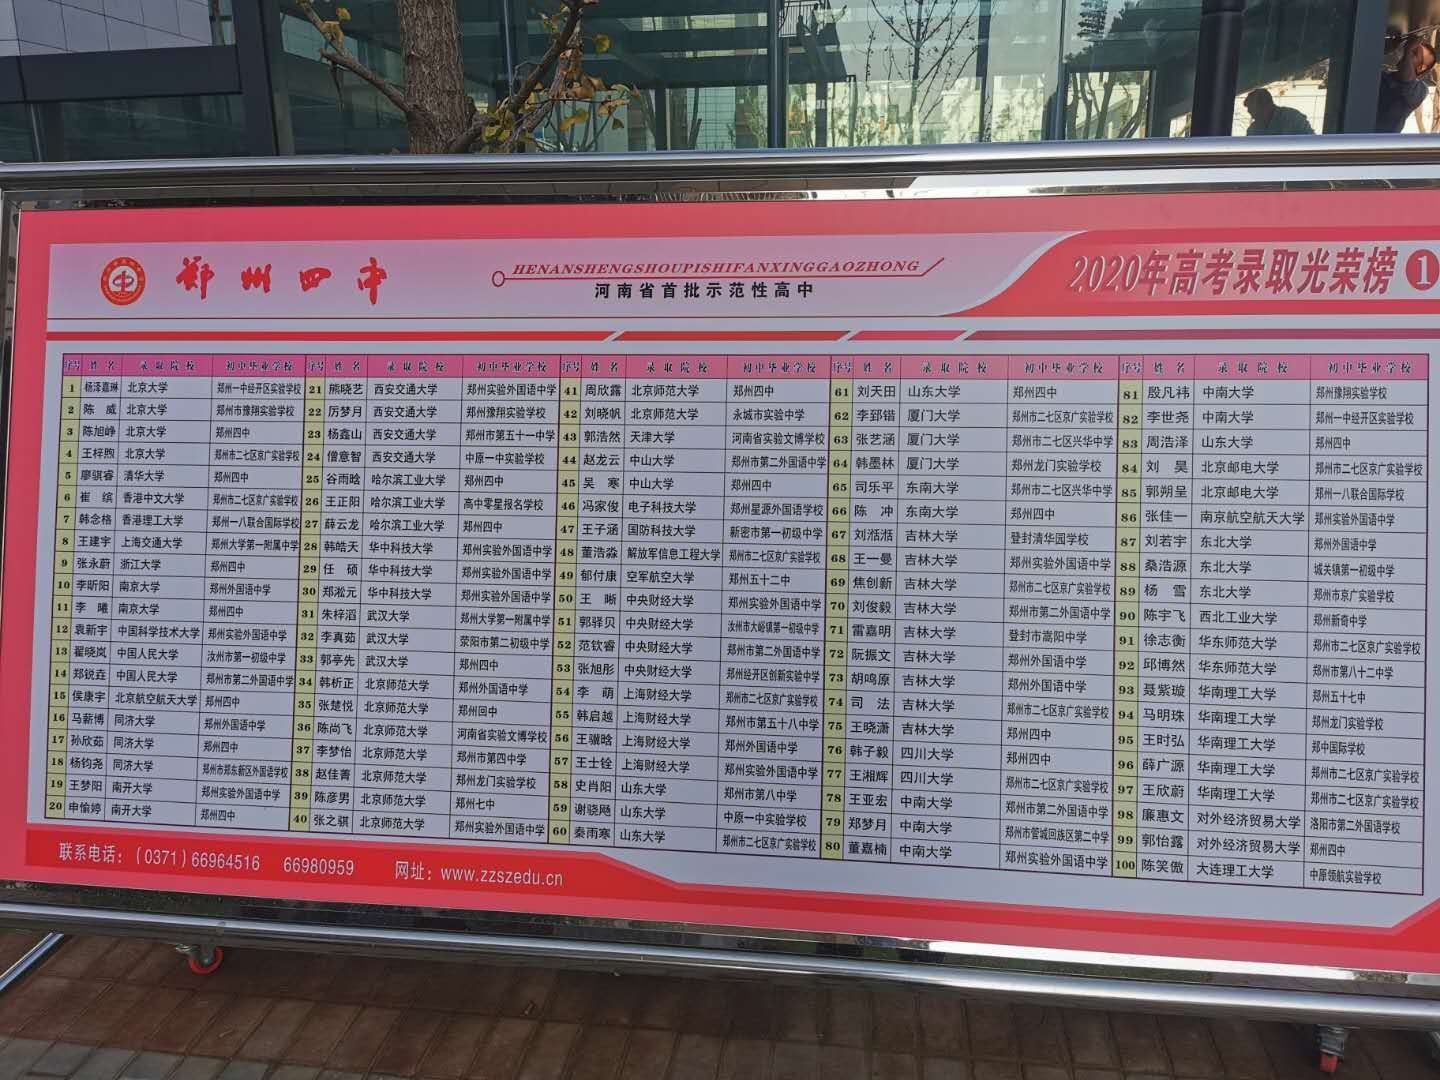 郑州四中
HENANSHENGSHOUPISHIFANXINGGAOZHONG
河南省首批示范性高中
2020年高考录取光荣榜 1
序号 姓名 录取院校 初中毕业学校
1 杨泽嘉琳 北京大学 郑州一中经开区实验学校
2 陈威 北京大学 郑州市豫翔实验学校
3 陈旭峥 北京大学 郑州四中
4 王梓煦 北京大学 郑州市二七区京广实验学校
5 廖骐睿 清华大学 郑州四中
6 崔缤 香港中文大学 郑州市二七区京广实验学校
7 韩念格 香港理工大学 郑州一八联合国际学校
8 王建宇 上海交通大学 郑州大学第一附属中学
9 张永蔚 浙江大学 郑州四中
10 李昕阳 南京大学 郑州外国语中学
11 李曦 南京大学 郑州四中
12 袁新宇 中国科学技术大学 郑州实验外国语中学
13 翟晓岚 中国人民大学 汝州市第一初级中学
14 郑锐垚 中国人民大学 郑州市第二外国语中学
15 侯康宇 北京航空航天大学 郑州四中
16 马薪博 同济大学 郑州外国语中学
17 孙欣茹 同济大学 郑州四中
18 杨钧尧 同济大学 郑州市郑东新区外国语学校
19 王梦阳 南开大学 郑州实验外国语中学
20 申愉婷 南开大学 郑州四中
序号 姓名 录取院校 初中毕业学校
21 熊晓艺 西安交通大学 郑州实验外国语中学
22 厉梦月 西安交通大学 郑州豫翔实验学校
23 杨鑫山 西安交通大学 郑州市第五十一中学
24 僧意智 西安交通大学 中原一中实验学校
25 谷雨晗 哈尔滨工业大学 郑州四中
26 王正阳 哈尔滨工业大学 高中零星报名学校
27 薛云龙 哈尔滨工业大学 郑州四中
28 韩皓天 华中科技大学 郑州实验外国语中学
29 任硕 华中科技大学 郑州实验外国语中学
30 郑淞元 华中科技大学 郑州实验外国语中学
31 朱梓滔 武汉大学 郑州大学第一附属中学
32 李真茹 武汉大学 荥阳市第二初级中学
33 郭亭先 武汉大学 郑州四中
34 韩析正 北京师范大学 郑州外国语中学
35 张楚悦 北京师范大学 郑州回中
36 陈尚飞 北京师范大学 河南省实验文博学校
37 李梦怡 北京师范大学 郑州市第四中学
38 赵佳菁 北京师范大学 郑州龙门实验学校
39 陈彦男 北京师范大学 郑州七中
40 张之骐 北京师范大学 郑州实验外国语中学
序号 姓名 录取院校 初中毕业学校
41 周欣露 北京师范大学 郑州四中
42 刘晓帆 北京师范大学 永城市实验中学
43 郭浩然 天津大学 河南省实验文博学校
44 赵龙云 中山大学 郑州市第二外国语中学
45 吴寒 中山大学 郑州四中
46 冯家俊 电子科技大学 郑州星源外国语学校
47 王子涵 国防科技大学 新密市第一初级中学
48 董浩淼 解放军信息工程大学 郑州市二七区京广实验学校
49 郁付康 空军航空大学 郑州五十二中
50 王晰 中央财经大学 郑州实验外国语中学
51 郭驿贝 中央财经大学 汝州市大峪镇第一初级中学
52 范钦睿 中央财经大学 郑州市第二外国语中学
53 张旭彤 中央财经大学 郑州经开区创新实验中学
54 李萌 上海财经大学 郑州市二七区京广实验学校
55 韩启越 上海财经大学 郑州市第五十八中学
56 王骥晗 上海财经大学 郑州外国语中学
57 王士铨 上海财经大学 郑州实验外国语中学
58 史肖阳 山东大学 郑州市第八中学
59 谢骁飏 山东大学 中原一中实验学校
60 秦雨寒 山东大学 郑州市二七区京广实验学校
序号 姓名 录取院校 初中毕业学校
61 刘天田 山东大学 郑州四中
62 李郅锴 厦门大学 郑州市二七区京广实验学校
63 张艺涵 厦门大学 郑州市二七区兴华中学
64 韩墨林 厦门大学 郑州龙门实验学校
65 司乐平 东南大学 郑州市二七区兴华中学
66 陈冲 东南大学 郑州四中
67 刘湉湉 吉林大学 登封清华园学校
68 王一曼 吉林大学 郑州实验外国语中学
69 焦创新 吉林大学 郑州市二七区京广实验学校
70 刘俊毅 吉林大学 郑州市第二外国语中学
71 雷嘉明 吉林大学 登封市嵩阳中学
72 阮振文 吉林大学 郑州市二七区京广实验学校
73 胡鸣原 吉林大学 郑州外国语中学
74 司法 吉林大学 郑州市二七区京广实验学校
75 王晓潇 吉林大学 郑州四中
76 韩子毅 四川大学 郑州四中
77 王湘辉 四川大学 郑州市二七区京广实验学校
78 王亚宏 中南大学 郑州市第二外国语中学
79 郑梦月 中南大学 郑州市管城回族区第二中学
80 董嘉楠 中南大学 郑州实验外国语中学
序号 姓名 录取院校 初中毕业学校
81 殷凡祎 中南大学 郑州豫翔实验学校
82 李世尧 中南大学 郑州一中经开区实验学校
83 周浩泽 山东大学 郑州四中
84 刘昊 北京邮电大学 郑州市二七区京广实验学校
85 郭朔呈 北京邮电大学 郑州一八联合国际学校
86 张佳一 南京航空航天大学 郑州实验外国语中学
87 刘若宇 东北大学 郑州外国语中学
88 桑浩源 东北大学 城关镇第一初级中学
89 杨雪 东北大学 郑州市京广实验学校
90 陈宇飞 西北工业大学 郑州新奇中学
91 徐志衡 华东师范大学 郑州市二七区京广实验学校
92 邱博然 华东师范大学 郑州市第八十二中学
93 聂紫璇 华南理工大学 郑州五十七中
94 马明珠 华南理工大学 郑州龙门实验学校
95 王时弘 华南理工大学 郑中国际学校
96 薛广源 华南理工大学 郑州市二七区京广实验学校
97 王欣蔚 华南理工大学 郑州市二七区京广实验学校
98 廉惠文 对外经济贸易大学 洛阳市第二外国语学校
99 郭怡露 对外经济贸易大学 郑州四中
100 陈笑傲 大连理工大学 中原领航实验学校
联系电话：(0371)66964516 66980959 网址：www.zzszedu.cn